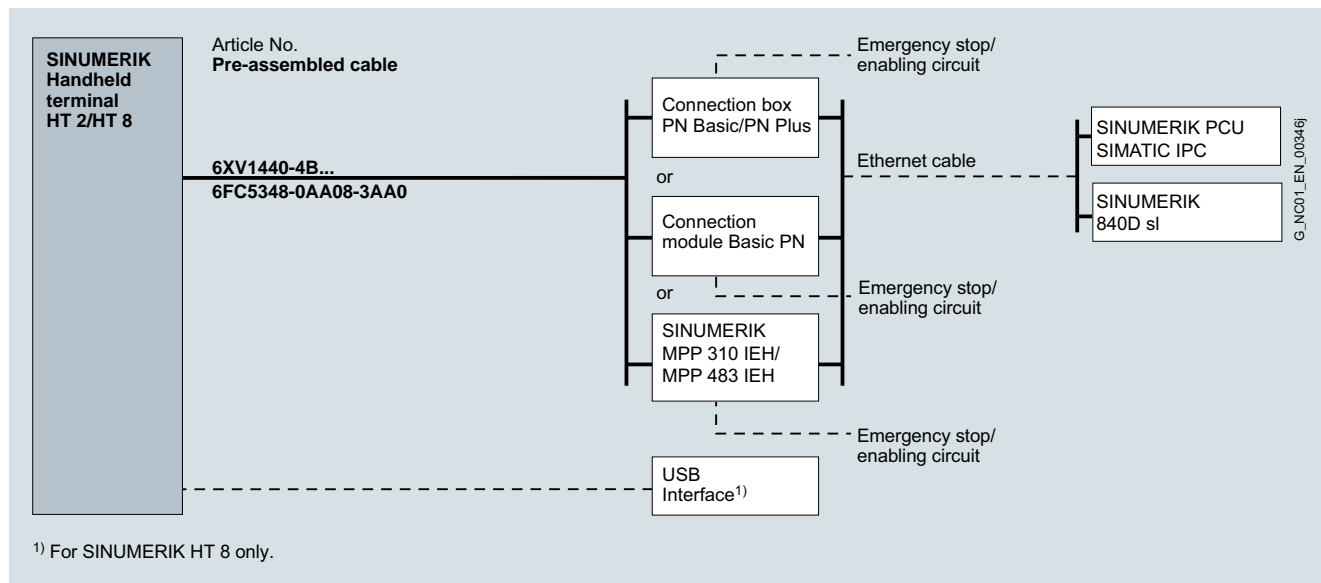 SINUMERIK
Handheld
terminal
HT 2/HT 8
Article No.
Pre-assembled cable
6XV1440-4B...
6FC5348-0AA08-3AA0
Emergency stop/
enabling circuit
Connection box
PN Basic/PN Plus
or
Connection
module Basic PN
or
Emergency stop/
enabling circuit
SINUMERIK
MPP 310 IEH/
MPP 483 IEH
Emergency stop/
enabling circuit
USB
Interface1)
Ethernet cable
SINUMERIK PCU
SIMATIC IPC
SINUMERIK
840D sl
G_NC01_EN_00346j
1) For SINUMERIK HT 8 only.